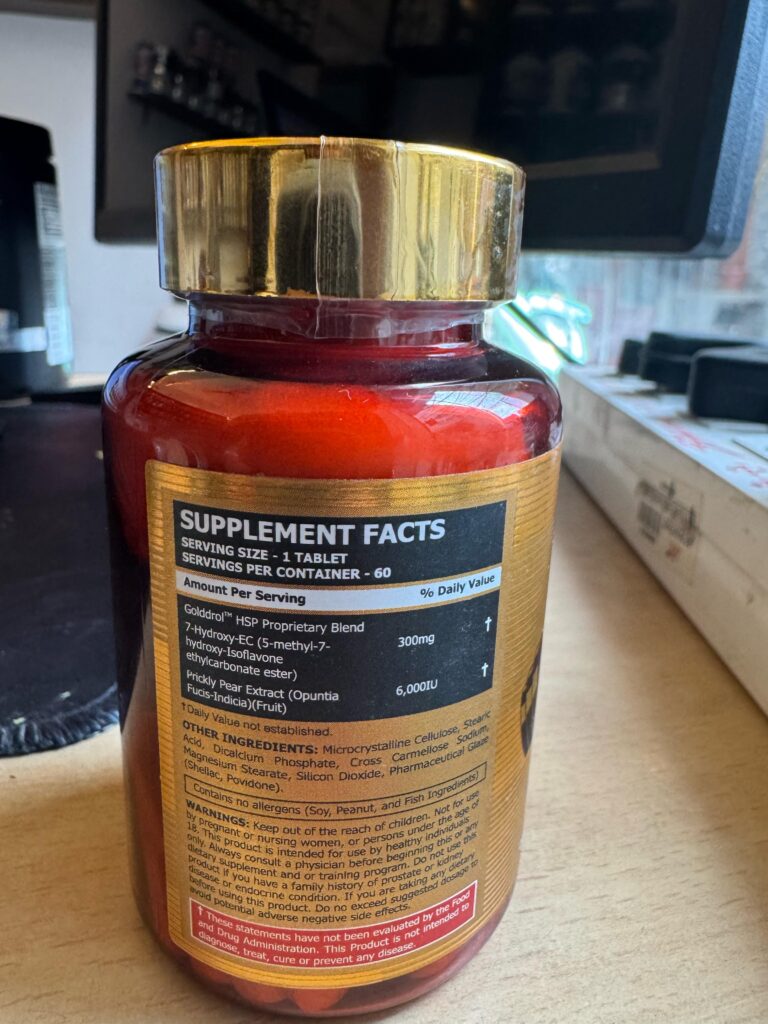 SUPPLEMENT FACTS
SERVING SIZE - 1 TABLET
SERVINGS PER CONTAINER - 60
Amount Per Serving % Daily Value
Golddrol™ HSP Proprietary Blend †
7-Hydroxy-EC (5-methyl-7- 300mg
hydroxy-Isoflavone
ethylcarbonate ester) †
Prickly Pear Extract (Opuntia 6,000IU
Fucis-Indicia)(Fruit)
†Daily Value not established.
OTHER INGREDIENTS: Microcrystalline Cellulose, Stearic
Acid, Dicalcium Phosphate, Cross Carmellose Sodium,
Magnesium Stearate, Silicon Dioxide, Pharmaceutical Glaze
(Shellac, Povidone).
Contains no allergens (Soy, Peanut, and Fish Ingredients)
WARNINGS: Keep out of the reach of children. Not for use
by pregnant or nursing women, or persons under the age of
18. This product is intended for use by healthy individuals
only. Always consult a physician before beginning this or any
dietary supplement and or training program. Do not use this
product if you have a family history of prostate or kidney
disease or endocrine condition. If you are taking any dietary
before using this product. Do no exceed suggested dosage to
avoid potential adverse negative side effects.
† These statements have not been evaluated by the Food
and Drug Administration. This Product is not intended to
diagnose, treat, cure or prevent any disease.